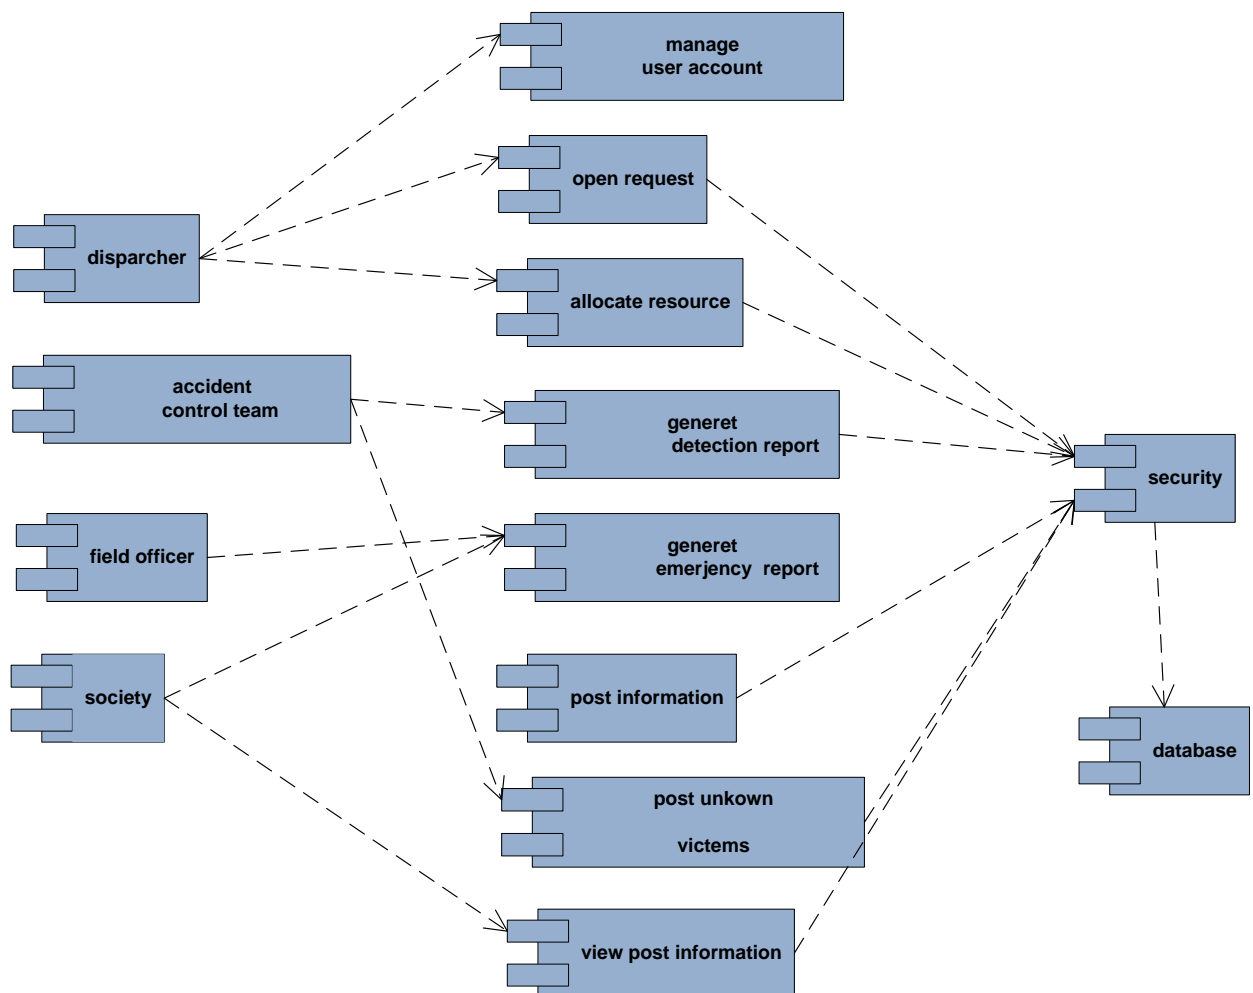 manage
user account
open request
disparcher
allocate resource
accident
control team
generet
detection report
security
field officer
generet
emerjency  report
society
post information
database
post unkown
victems
view post information